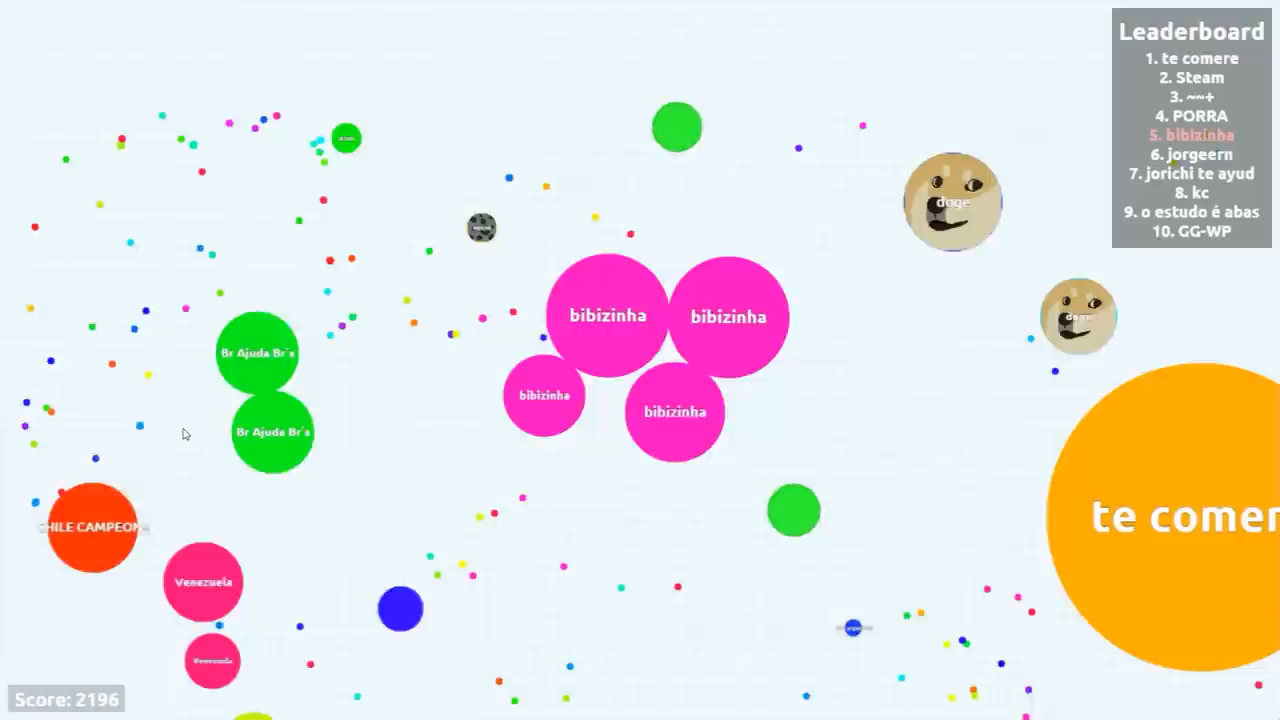 Leaderboard
1. te comere
2. Steam
3. ~~+
4. PORRA
5. bibizinha
6. jorgeern
7. jorichi te ayud
8. kc
9. o estudo é abas
10. GG-WP
doge
doge
bibizinha
bibizinha
bibizinha
bibizinha
Br Ajuda Br´s
Br Ajuda Br´s
te comer
CHILE CAMPEON
Venezuela
Venezuela
Score: 2196